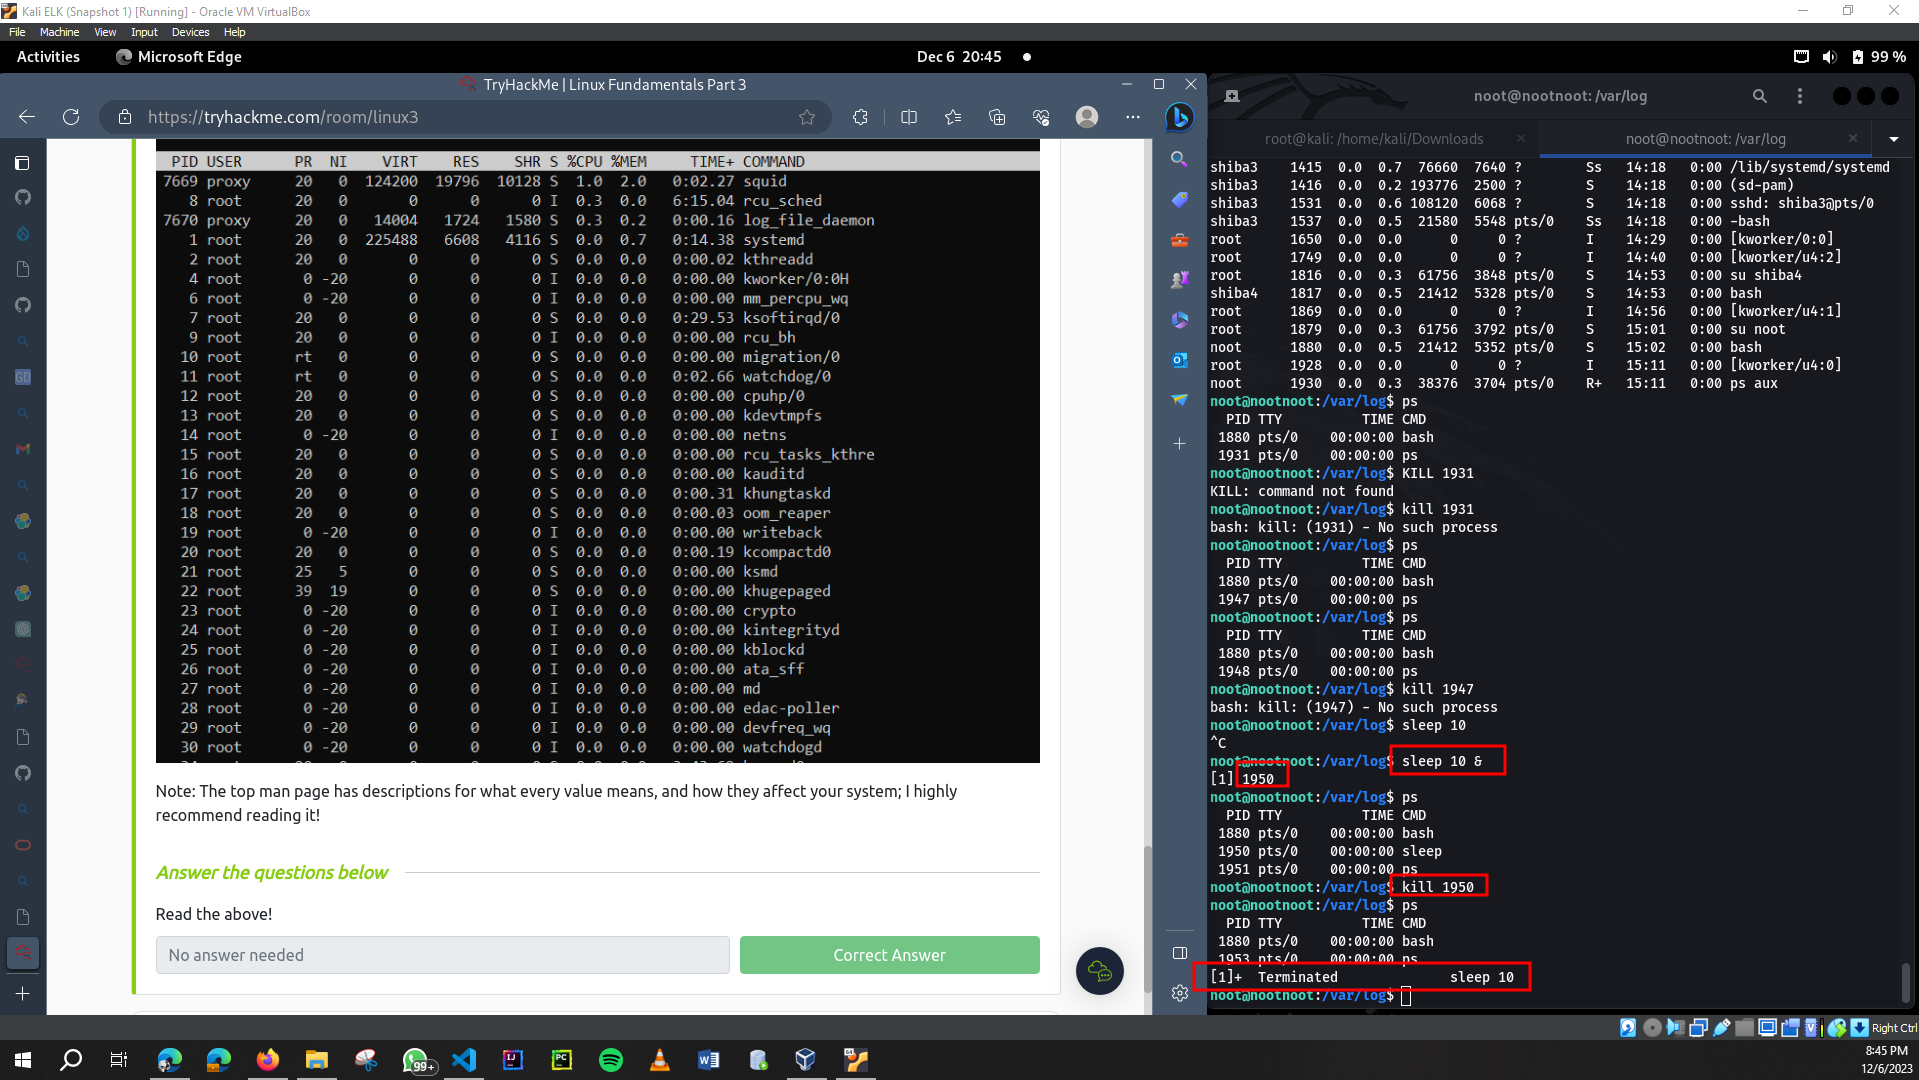 Kali ELK (Snapshot 1) [Running] - Oracle VM VirtualBox
File Machine View Input Devices Help
Activities Microsoft Edge Dec 6 20:45 99 %
TryHackMe | Linux Fundamentals Part 3
https://tryhackme.com/room/linux3
PID USER PR NI VIRT RES SHR S %CPU %MEM TIME+ COMMAND
7669 proxy 20 0 124200 19796 10128 S 1.0 2.0 0:02.27 squid
8 root 20 0 0 0 0 I 0.3 0.0 6:15.04 rcu_sched
7670 proxy 20 0 14004 1724 1580 S 0.3 0.2 0:00.16 log_file_daemon
1 root 20 0 225488 6608 4116 S 0.0 0.7 0:14.38 systemd
2 root 20 0 0 0 0 S 0.0 0.0 0:00.02 kthreadd
4 root 0 -20 0 0 0 I 0.0 0.0 0:00.00 kworker/0:0H
6 root 0 -20 0 0 0 I 0.0 0.0 0:00.00 mm_percpu_wq
7 root 20 0 0 0 0 S 0.0 0.0 0:29.53 ksoftirqd/0
9 root 20 0 0 0 0 I 0.0 0.0 0:00.00 rcu_bh
10 root rt 0 0 0 0 S 0.0 0.0 0:00.00 migration/0
11 root rt 0 0 0 0 S 0.0 0.0 0:02.66 watchdog/0
12 root 20 0 0 0 0 S 0.0 0.0 0:00.00 cpuhp/0
13 root 20 0 0 0 0 S 0.0 0.0 0:00.00 kdevtmpfs
14 root 0 -20 0 0 0 I 0.0 0.0 0:00.00 netns
15 root 20 0 0 0 0 S 0.0 0.0 0:00.00 rcu_tasks_kthre
16 root 20 0 0 0 0 S 0.0 0.0 0:00.00 kauditd
17 root 20 0 0 0 0 S 0.0 0.0 0:00.31 khungtaskd
18 root 20 0 0 0 0 S 0.0 0.0 0:00.03 oom_reaper
19 root 0 -20 0 0 0 I 0.0 0.0 0:00.00 writeback
20 root 20 0 0 0 0 S 0.0 0.0 0:00.19 kcompactd0
21 root 25 5 0 0 0 S 0.0 0.0 0:00.00 ksmd
22 root 39 19 0 0 0 S 0.0 0.0 0:00.00 khugepaged
23 root 0 -20 0 0 0 I 0.0 0.0 0:00.00 crypto
24 root 0 -20 0 0 0 I 0.0 0.0 0:00.00 kintegrityd
25 root 0 -20 0 0 0 I 0.0 0.0 0:00.00 kblockd
26 root 0 -20 0 0 0 I 0.0 0.0 0:00.00 ata_sff
27 root 0 -20 0 0 0 I 0.0 0.0 0:00.00 md
28 root 0 -20 0 0 0 I 0.0 0.0 0:00.00 edac-poller
29 root 0 -20 0 0 0 I 0.0 0.0 0:00.00 devfreq_wq
30 root 0 -20 0 0 0 I 0.0 0.0 0:00.00 watchdogd
Note: The top man page has descriptions for what every value means, and how they affect your system; I highly
recommend reading it!
Answer the questions below
Read the above!
No answer needed Correct Answer
noot@nootnoot: /var/log
root@kali: /home/kali/Downloads noot@nootnoot: /var/log
shiba3 1415 0.0 0.7 76660 7640 ? Ss 14:18 0:00 /lib/systemd/systemd
shiba3 1416 0.0 0.2 193776 2500 ? S 14:18 0:00 (sd-pam)
shiba3 1531 0.0 0.6 108120 6068 ? S 14:18 0:00 sshd: shiba3@pts/0
shiba3 1537 0.0 0.5 21580 5548 pts/0 Ss 14:18 0:00 -bash
root 1650 0.0 0.0 0 0 ? I 14:29 0:00 [kworker/0:0]
root 1749 0.0 0.0 0 0 ? I 14:40 0:00 [kworker/u4:2]
root 1816 0.0 0.3 61756 3848 pts/0 S 14:53 0:00 su shiba4
shiba4 1817 0.0 0.5 21412 5328 pts/0 S 14:53 0:00 bash
root 1869 0.0 0.0 0 0 ? I 14:56 0:00 [kworker/u4:1]
root 1879 0.0 0.3 61756 3792 pts/0 S 15:01 0:00 su noot
noot 1880 0.0 0.5 21412 5352 pts/0 S 15:02 0:00 bash
root 1928 0.0 0.0 0 0 ? I 15:11 0:00 [kworker/u4:0]
noot 1930 0.0 0.3 38376 3704 pts/0 R+ 15:11 0:00 ps aux
noot@nootnoot:/var/log$ ps
PID TTY TIME CMD
1880 pts/0 00:00:00 bash
1931 pts/0 00:00:00 ps
noot@nootnoot:/var/log$ KILL 1931
KILL: command not found
noot@nootnoot:/var/log$ kill 1931
bash: kill: (1931) - No such process
noot@nootnoot:/var/log$ ps
PID TTY TIME CMD
1880 pts/0 00:00:00 bash
1947 pts/0 00:00:00 ps
noot@nootnoot:/var/log$ ps
PID TTY TIME CMD
1880 pts/0 00:00:00 bash
1948 pts/0 00:00:00 ps
noot@nootnoot:/var/log$ kill 1947
bash: kill: (1947) - No such process
noot@nootnoot:/var/log$ sleep 10
^C
noot@nootnoot:/var/log$ sleep 10 &
[1] 1950
noot@nootnoot:/var/log$ ps
PID TTY TIME CMD
1880 pts/0 00:00:00 bash
1950 pts/0 00:00:00 sleep
1951 pts/0 00:00:00 ps
noot@nootnoot:/var/log$ kill 1950
noot@nootnoot:/var/log$ ps
PID TTY TIME CMD
1880 pts/0 00:00:00 bash
1953 pts/0 00:00:00 ps
[1]+ Terminated sleep 10
noot@nootnoot:/var/log$
Right Ctrl
99+
8:45 PM
12/6/2023